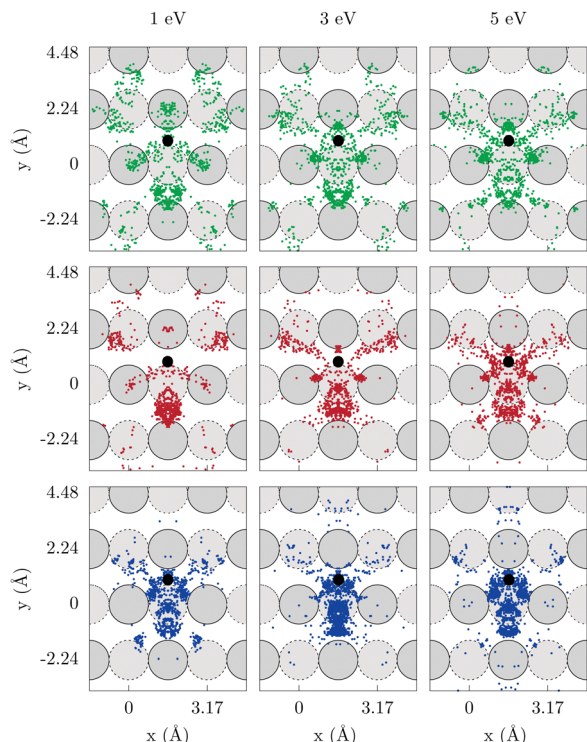 1 eV 3 eV 5 eV
4.48
2.24
y (Å)
0
-2.24
4.48
2.24
y (Å)
0
-2.24
4.48
2.24
y (Å)
0
-2.24
0 3.17 0 3.17 0 3.17
x (Å) x (Å) x (Å)